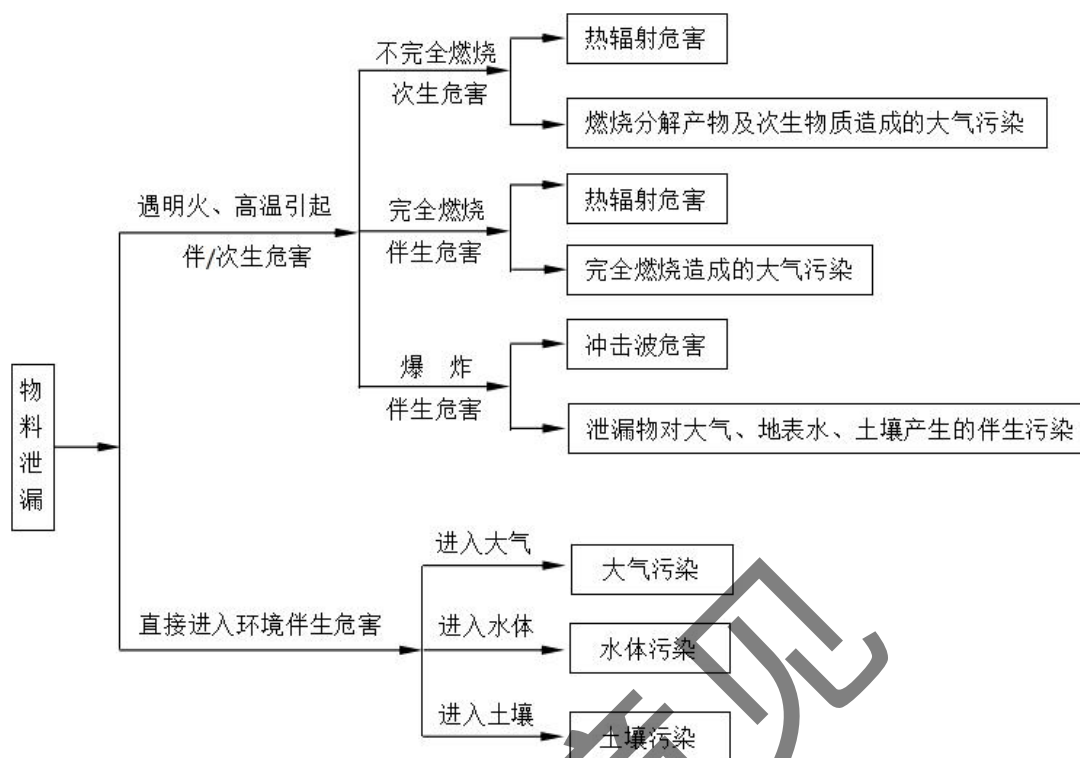 不完全燃烧
次生危害
热辐射危害
燃烧分解产物及次生物质造成的大气污染
遇明火、高温引起
伴/次生危害
完全燃烧
伴生危害
热辐射危害
完全燃烧造成的大气污染
爆 炸
伴生危害
冲击波危害
泄漏物对大气、地表水、土壤产生的伴生污染
物料泄漏
直接进入环境伴生危害
进入大气
大气污染
进入水体
水体污染
进入土壤
土壤污染
见